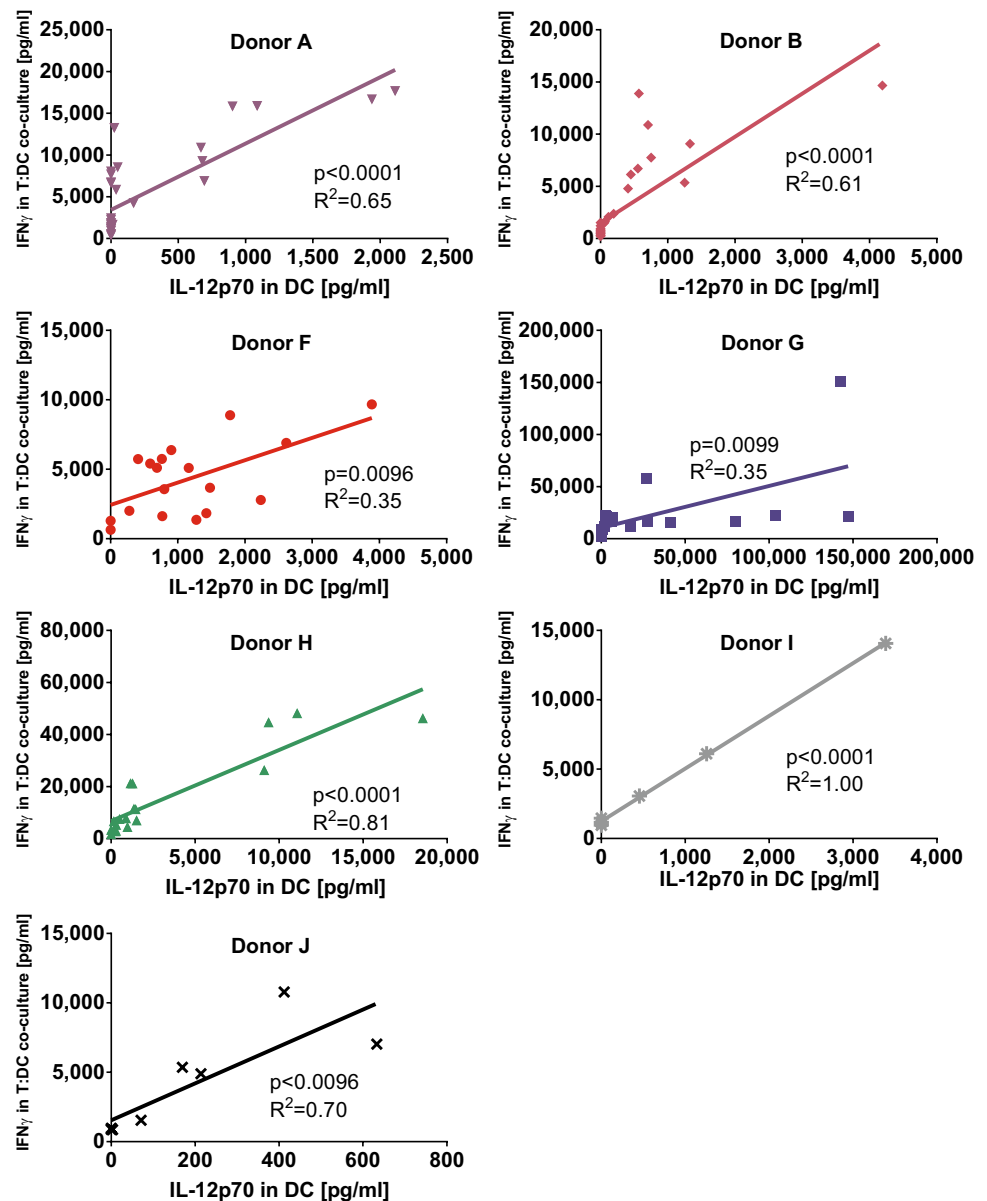 Donor A
IFNγ in T:DC co-culture [pg/ml]
25,000
20,000
15,000
10,000
5,000
0
p<0.0001
R²=0.65
0 500 1,000 1,500 2,000 2,500
IL-12p70 in DC [pg/ml]
Donor B
IFNγ in T:DC co-culture [pg/ml]
20,000
15,000
10,000
5,000
0
p<0.0001
R²=0.61
0 1,000 2,000 3,000 4,000 5,000
IL-12p70 in DC [pg/ml]
Donor F
IFNγ in T:DC co-culture [pg/ml]
15,000
10,000
5,000
0
p=0.0096
R²=0.35
0 1,000 2,000 3,000 4,000 5,000
IL-12p70 in DC [pg/ml]
Donor G
IFNγ in T:DC co-culture [pg/ml]
200,000
150,000
100,000
50,000
0
p=0.0099
R²=0.35
0 50,000 100,000 150,000 200,000
IL-12p70 in DC [pg/ml]
Donor H
IFNγ in T:DC co-culture [pg/ml]
80,000
60,000
40,000
20,000
0
p<0.0001
R²=0.81
0 5,000 10,000 15,000 20,000
IL-12p70 in DC [pg/ml]
Donor I
IFNγ in T:DC co-culture [pg/ml]
15,000
10,000
5,000
0
p<0.0001
R²=1.00
0 1,000 2,000 3,000 4,000
IL-12p70 in DC [pg/ml]
Donor J
IFNγ in T:DC co-culture [pg/ml]
15,000
10,000
5,000
0
p<0.0096
R²=0.70
0 200 400 600 800
IL-12p70 in DC [pg/ml]